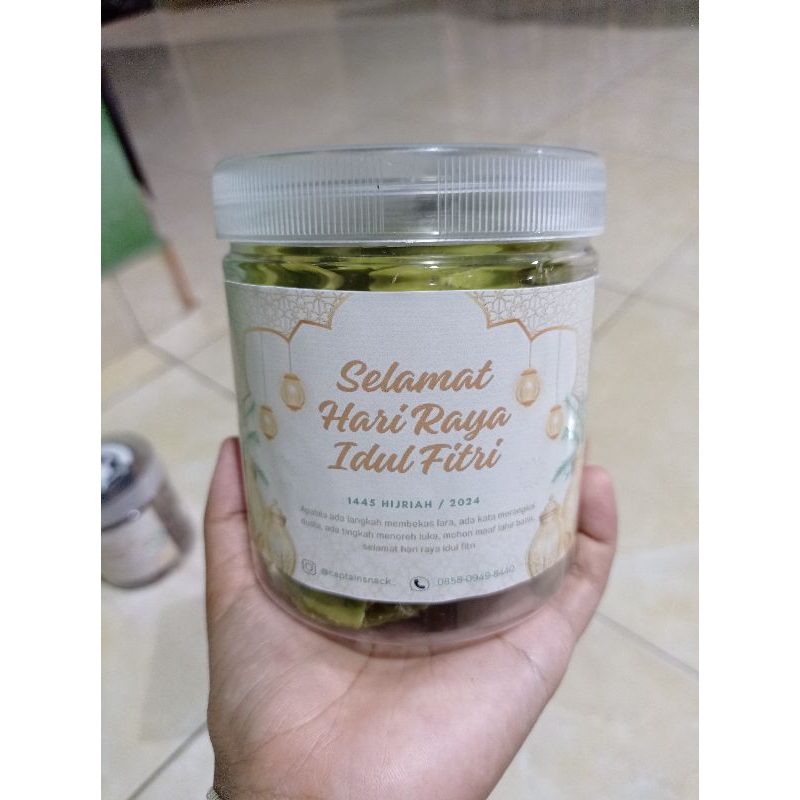 Selamat
Hari Raya
Idul Fitri
1445 HIJRIAH / 2024
Apabila ada langkah membekas lara, ada kata merangkai
dusta, ada tingkah menoreh luka, mohon maaf lahir batin,
selamat hari raya idul fitri
@captainsnack
0858-0949-8440